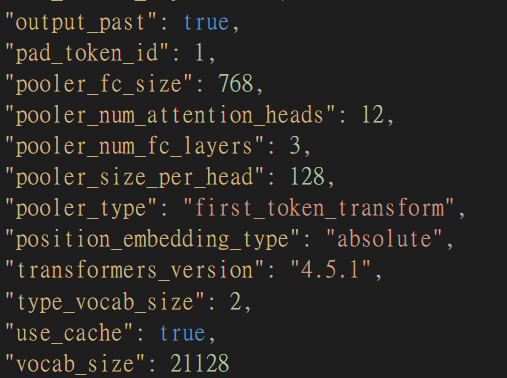 "output_past": true,
"pad_token_id": 1,
"pooler_fc_size": 768,
"pooler_num_attention_heads": 12,
"pooler_num_fc_layers": 3,
"pooler_size_per_head": 128,
"pooler_type": "first_token_transform",
"position_embedding_type": "absolute",
"transformers_version": "4.5.1",
"type_vocab_size": 2,
"use_cache": true,
"vocab_size": 21128